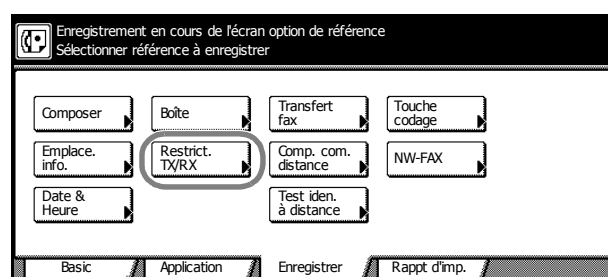 Enregistrement en cours de l'écran option de référence
Sélectionner référence à enregistrer
Composer
Boîte
Transfert
fax
Touche
codage
Emplace.
info.
Restrict.
TX/RX
Comp. com.
distance
NW-FAX
Date &
Heure
Test iden.
à distance
Basic
Application
Enregistrer
Rappt d'imp.